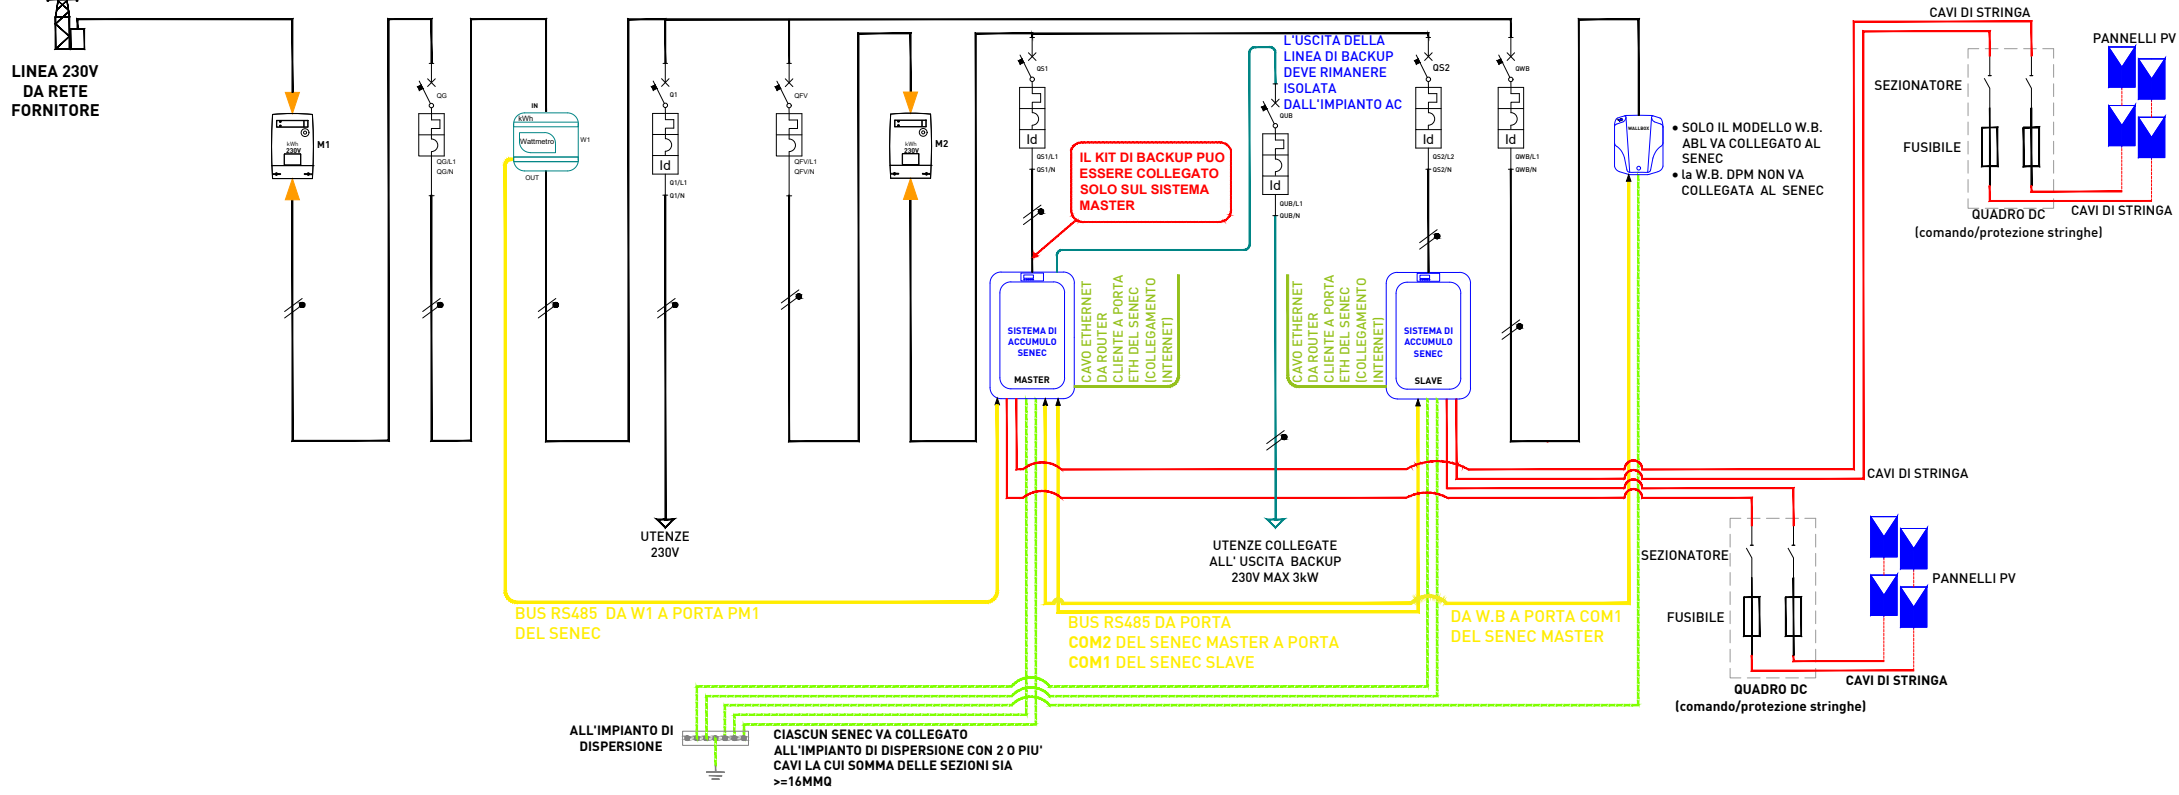 LINEA 230V
DA RETE
FORNITORE
M1
kWh
230V
QG
QG/L1
QG/N
IN
kWh
Wattmetro
W1
OUT
Q1
Id
Q1/L1
Q1/N
UTENZE
230V
QFV
QFV/L1
QFV/N
M2
kWh
230V
QS1
Id
QS1/L1
QS1/N
IL KIT DI BACKUP PUO
ESSERE COLLEGATO
SOLO SUL SISTEMA
MASTER
L'USCITA DELLA
LINEA DI BACKUP
DEVE RIMANERE
ISOLATA
DALL'IMPIANTO AC
QUB
Id
QUB/L1
QUB/N
QS2
Id
QS2/L2
QS2/N
QWB
Id
QWB/L1
QWB/N
WALLBOX
• SOLO IL MODELLO W.B.
ABL VA COLLEGATO AL
SENEC
• la W.B. DPM NON VA
COLLEGATA AL SENEC
CAVI DI STRINGA
PANNELLI PV
SEZIONATORE
FUSIBILE
QUADRO DC
(comando/protezione stringhe)
CAVI DI STRINGA
SISTEMA DI
ACCUMULO
SENEC
MASTER
CAVO ETHERNET
DA ROUTER
CLIENTE A PORTA
ETH DEL SENEC
(COLLEGAMENTO
INTERNET)
CAVO ETHERNET
DA ROUTER
CLIENTE A PORTA
ETH DEL SENEC
(COLLEGAMENTO
INTERNET)
SISTEMA DI
ACCUMULO
SENEC
SLAVE
CAVI DI STRINGA
UTENZE COLLEGATE
ALL' USCITA BACKUP
230V MAX 3kW
SEZIONATORE
FUSIBILE
PANNELLI PV
QUADRO DC
(comando/protezione stringhe)
CAVI DI STRINGA
BUS RS485 DA W1 A PORTA PM1
DEL SENEC
BUS RS485 DA PORTA
COM2 DEL SENEC MASTER A PORTA
COM1 DEL SENEC SLAVE
DA W.B A PORTA COM1
DEL SENEC MASTER
ALL'IMPIANTO DI
DISPERSIONE
CIASCUN SENEC VA COLLEGATO
ALL'IMPIANTO DI DISPERSIONE CON 2 O PIU'
CAVI LA CUI SOMMA DELLE SEZIONI SIA
>=16MMQ